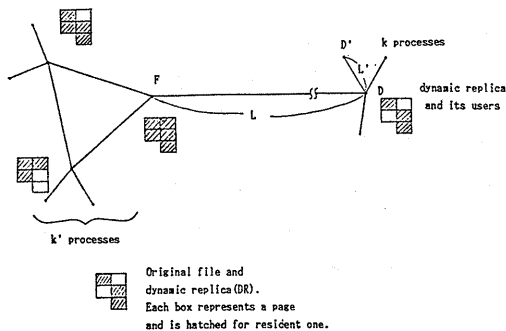 D'
k processes
L'
F
D
dynamic replica
and its users
L
k' processes
Original file and
dynamic replica(DR).
Each box represents a page
and is hatched for resident one.